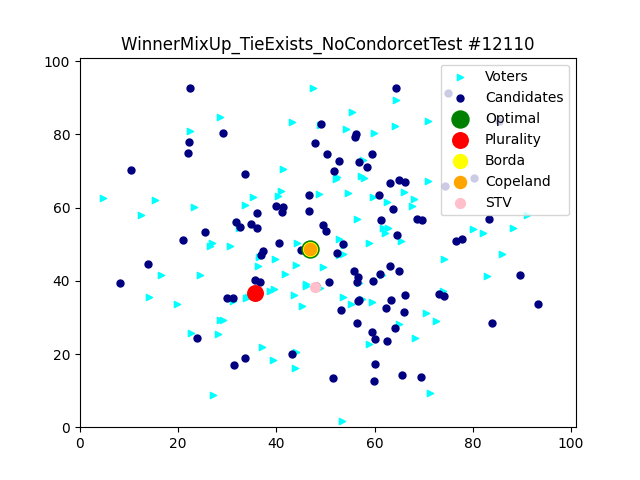 WinnerMixUp_TieExists_NoCondorcetTest #12110
100
80
60
40
20
0
0
20
40
60
80
100
Voters
Candidates
Optimal
Plurality
Borda
Copeland
STV